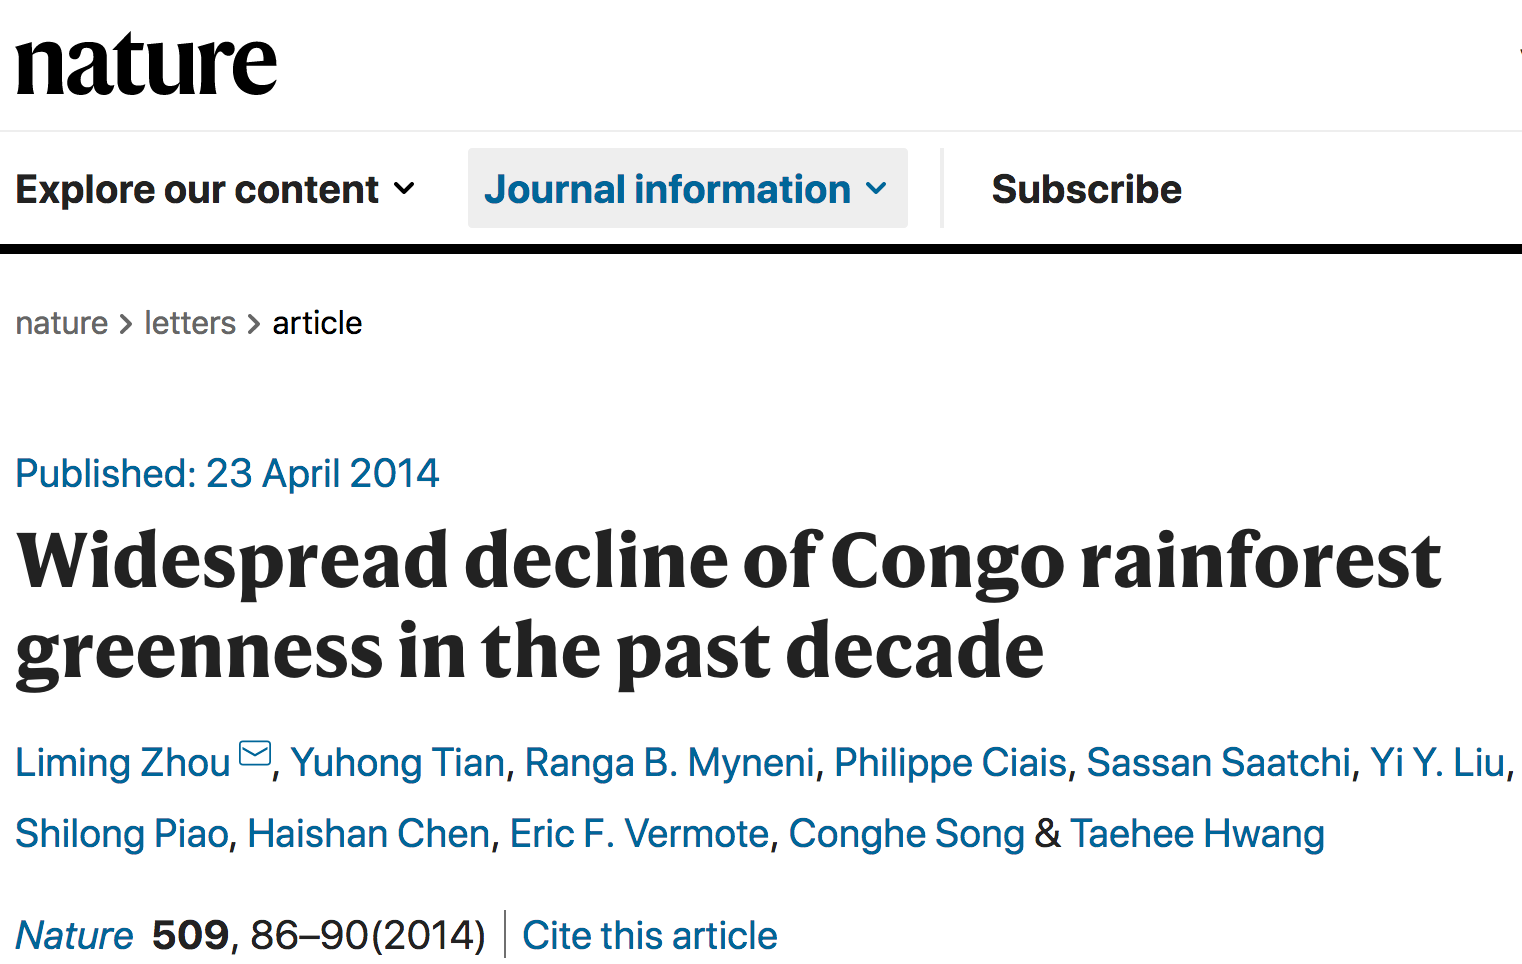 nature
Explore our content Journal information Subscribe
nature > letters > article
Published: 23 April 2014
Widespread decline of Congo rainforest
greenness in the past decade
Liming Zhou, Yuhong Tian, Ranga B. Myneni, Philippe Ciais, Sassan Saatchi, Yi Y. Liu,
Shilong Piao, Haishan Chen, Eric F. Vermote, Conghe Song & Taehee Hwang
Nature 509, 86–90(2014) | Cite this article